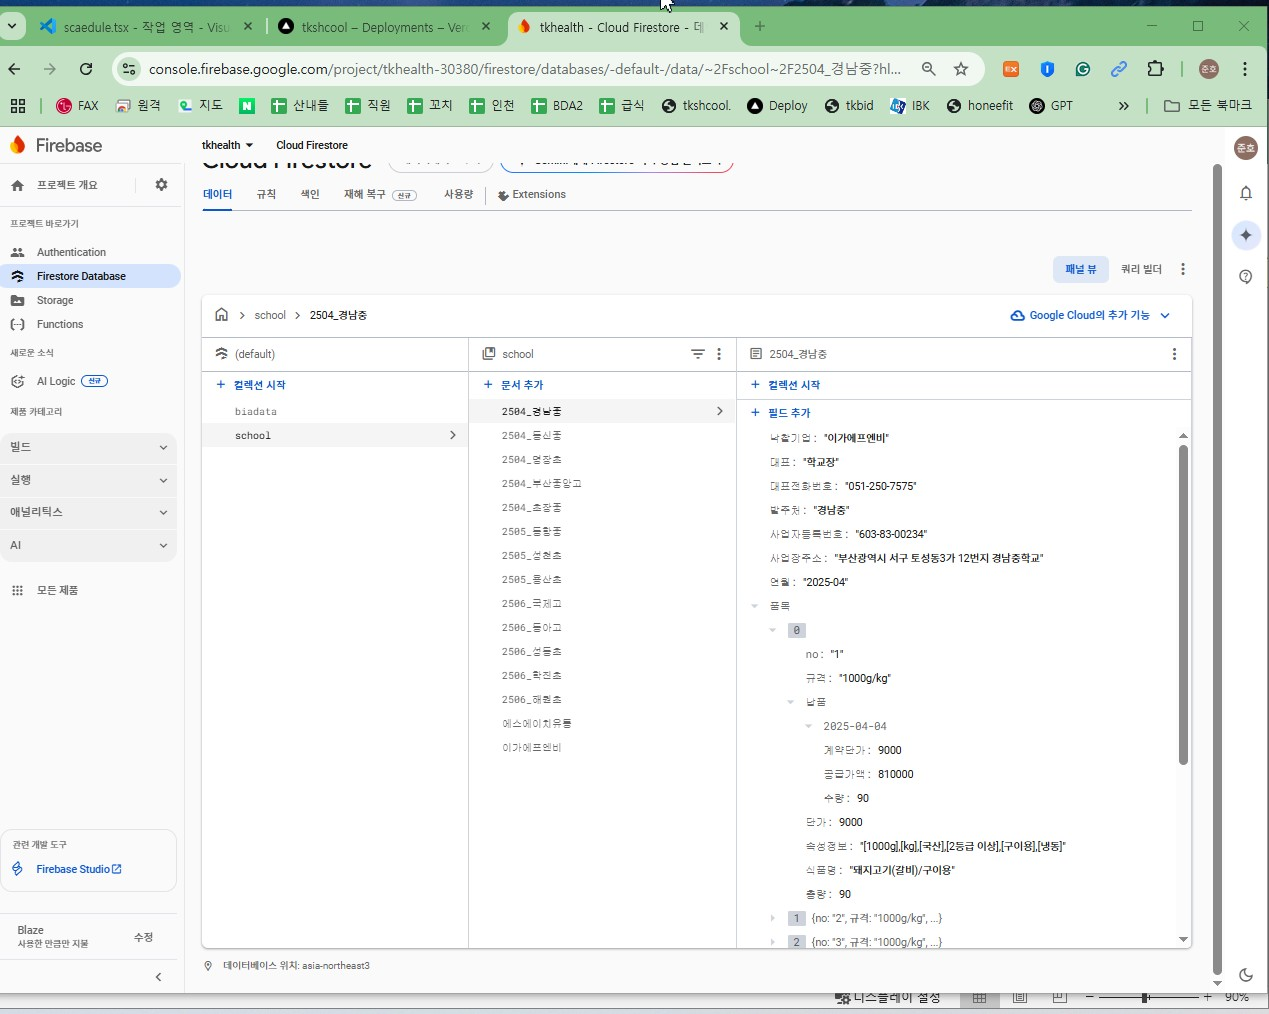 scaedule.tsx - 작업 영역 - Visu
tkshcool – Deployments – Ver
tkhealth - Cloud Firestore - 데
console.firebase.google.com/project/tkhealth-30380/firestore/databases/-default-/data/~2Fschool~2F2504_경남중?hl...
준호
FAX
원격
지도
N
산내들
직원
꼬치
인천
BDA2
급식
tkshcool.
Deploy
tkbid
IBK
honeefit
GPT
»
모든 북마크
Firebase
tkhealth
Cloud Firestore
준호
Cloud Firestore
프로젝트 개요
데이터
규칙
색인
재해 복구
신규
사용량
Extensions
프로젝트 바로가기
Authentication
Firestore Database
Storage
Functions
새로운 소식
AI Logic
신규
제품 카테고리
빌드
실행
애널리틱스
AI
모든 제품
관련 개발 도구
Firebase Studio
Blaze
사용한 만큼만 지불
수정
패널 뷰
쿼리 빌더
school
2504_경남중
Google Cloud의 추가 기능
(default)
+ 컬렉션 시작
biadata
school
school
+ 문서 추가
2504_경남중
2504_동신중
2504_명장초
2504_부산중앙고
2504_초장중
2505_동항중
2505_성천초
2505_용산초
2506_국제고
2506_동아고
2506_성동초
2506_학진초
2506_해원초
에스에이치유통
이가에프엔비
2504_경남중
+ 컬렉션 시작
+ 필드 추가
낙찰기업 : "이가에프엔비"
대표 : "학교장"
대표전화번호 : "051-250-7575"
발주처 : "경남중"
사업자등록번호 : "603-83-00234"
사업장주소 : "부산광역시 서구 토성동3가 12번지 경남중학교"
연월 : "2025-04"
품목
0
no : "1"
규격 : "1000g/kg"
납품
2025-04-04
계약단가 : 9000
공급가액 : 810000
수량 : 90
단가 : 9000
속성정보 : "[1000g],[kg],[국산],[2등급 이상],[구이용],[냉동]"
식품명 : "돼지고기(갈비)/구이용"
총량 : 90
1 {no: "2", 규격: "1000g/kg", ...}
2 {no: "3", 규격: "1000g/kg", ...}
데이터베이스 위치: asia-northeast3
디스플레이 설정
90%